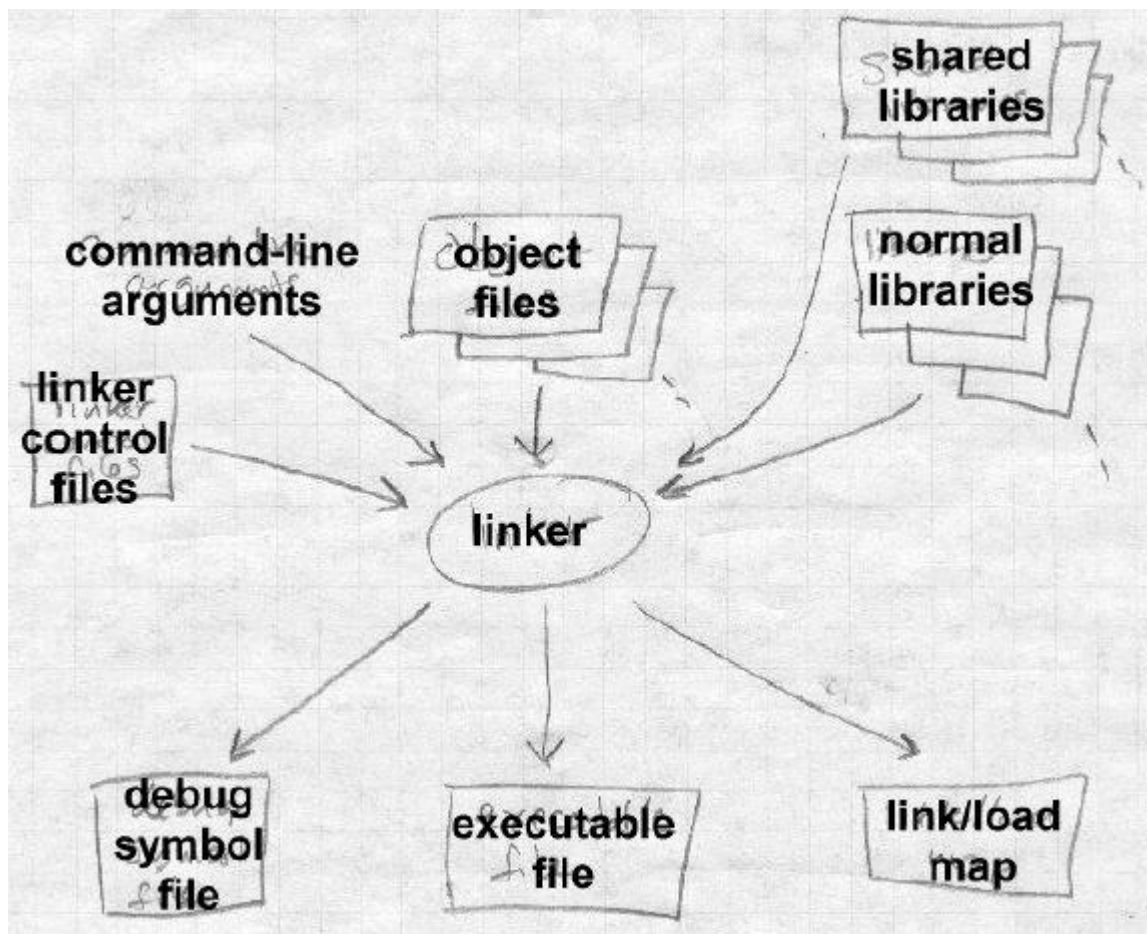 shared
libraries
command-line
arguments
object
files
normal
libraries
linker
control
files
linker
debug
symbol
file
executable
file
link/load
map